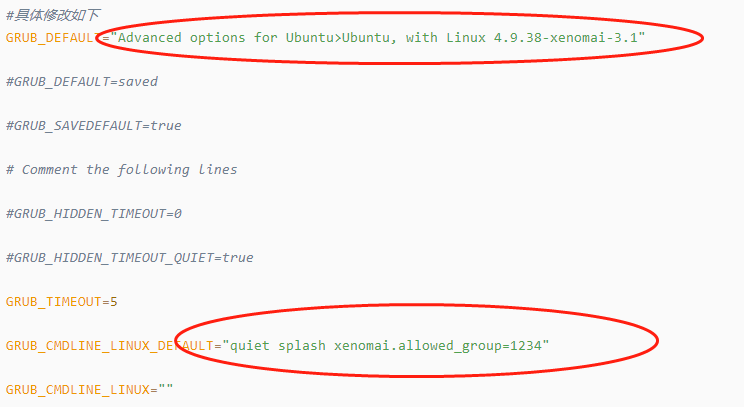 #具体修改如下
GRUB_DEFAULT="Advanced options for Ubuntu>Ubuntu, with Linux 4.9.38-xenomai-3.1"
#GRUB_DEFAULT=saved
#GRUB_SAVEDEFAULT=true
# Comment the following lines
#GRUB_HIDDEN_TIMEOUT=0
#GRUB_HIDDEN_TIMEOUT_QUIET=true
GRUB_TIMEOUT=5
GRUB_CMDLINE_LINUX_DEFAULT="quiet splash xenomai.allowed_group=1234"
GRUB_CMDLINE_LINUX=""